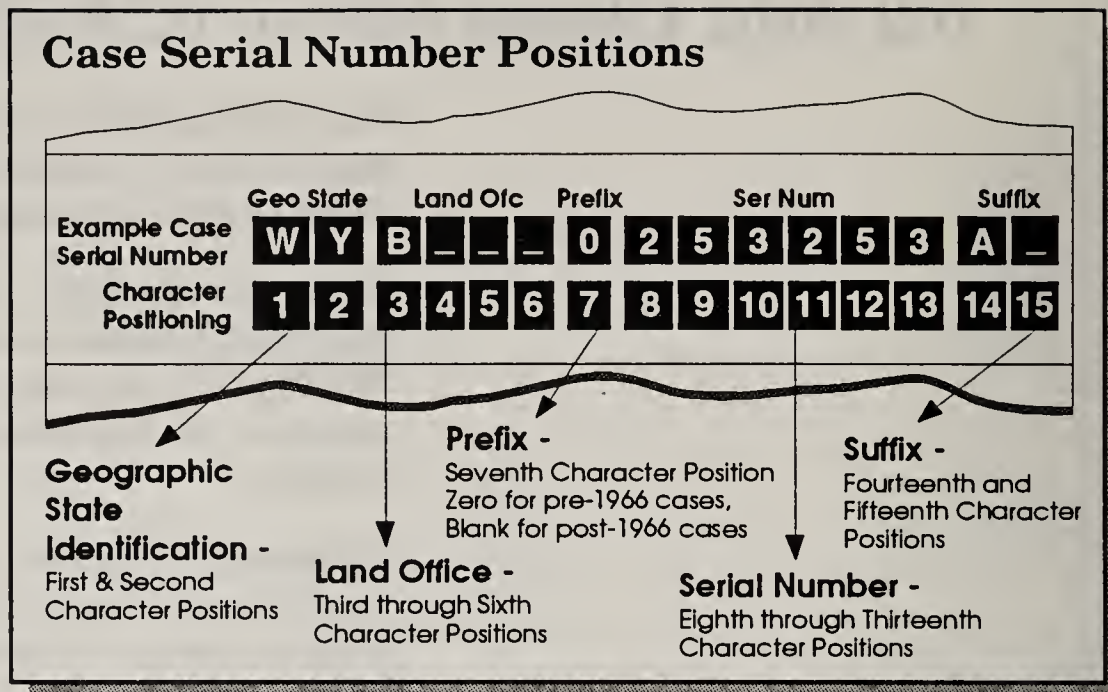 Case Serial Number Positions
Geo State Land Ofc Prefix Ser Num Suffix
Example Case
Serial Number
W Y B _ _ _ 0 2 5 3 2 5 3 A _
Character
Positioning
1 2 3 4 5 6 7 8 9 10 11 12 13 14 15
Geographic
State
Identification -
First & Second
Character Positions
Land Office -
Third through Sixth
Character Positions
Prefix -
Seventh Character Position
Zero for pre-1966 cases,
Blank for post-1966 cases
Serial Number -
Eighth through Thirteenth
Character Positions
Suffix -
Fourteenth and
Fifteenth Character
Positions